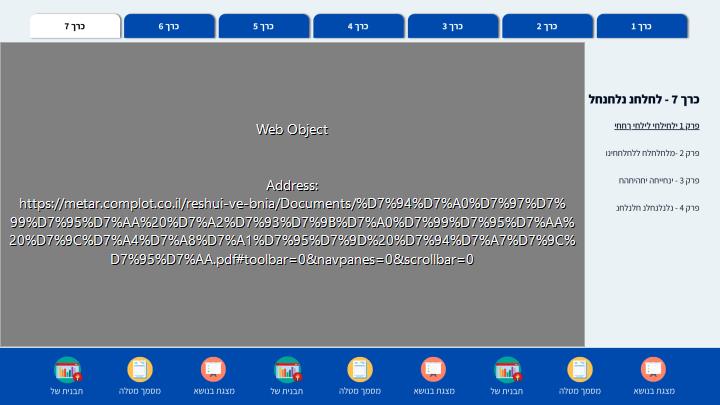 כרך 1
כרך 2
כרך 3
כרך 4
כרך 5
כרך 6
כרך 7
כרך 7 - לחלחנ נלחנחל
פרק 1 ילחילחי לילחי רחחי
פרק 2 -מלחלחלח ללחלחתחינו
פרק 3 - ינחייחה יחהיחהח
פרק 4 - נלנלנחלנ חלנלחנ
Web Object
Address:
https://metar.complot.co.il/reshui-ve-bnia/Documents/%D7%94%D7%A0%D7%97%D7%
99%D7%95%D7%AA%20%D7%A2%D7%93%D7%9B%D7%A0%D7%99%D7%95%D7%AA%
20%D7%9C%D7%A4%D7%A8%D7%A1%D7%95%D7%9D%20%D7%94%D7%A7%D7%9C%
D7%95%D7%AA.pdf#toolbar=0&navpanes=0&scrollbar=0
מצגת בנושא
מסמך מטלה
תבנית של
מצגת בנושא
מסמך מטלה
תבנית של
מצגת בנושא
מסמך מטלה
תבנית של